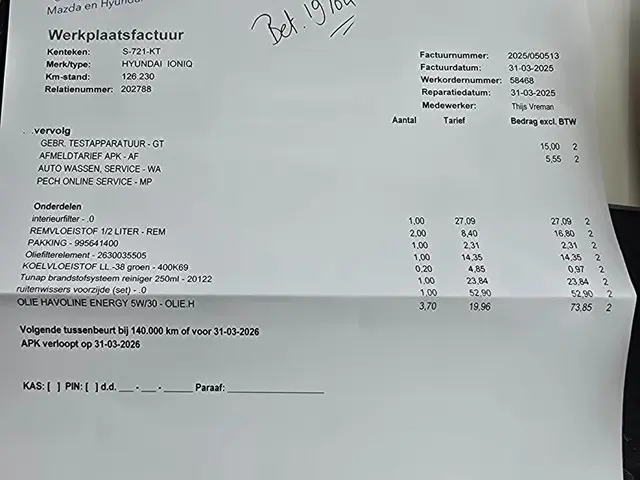 Mazda en Hyundai
Bet. 19/04
Werkplaatsfactuur
Kenteken: S-721-KT
Merk/type: HYUNDAI IONIQ
Km-stand: 126.230
Relatienummer: 202788
Factuurnummer: 2025/050513
Factuurdatum: 31-03-2025
Werkordernummer: 58468
Reparatiedatum: 31-03-2025
Medewerker: Thijs Vreman
Aantal Tarief Bedrag excl. BTW
...vervolg
GEBR. TESTAPPARATUUR - GT 15,00 2
AFMELDTARIEF APK - AF 5,55 2
AUTO WASSEN, SERVICE - WA
PECH ONLINE SERVICE - MP
Onderdelen
interieurfilter - .0 1,00 27,09 27,09 2
REMVLOEISTOF 1/2 LITER - REM 2,00 8,40 16,80 2
PAKKING - 995641400 1,00 2,31 2,31 2
Oliefilterelement - 2630035505 1,00 14,35 14,35 2
KOELVLOEISTOF LL -38 groen - 400K69 0,20 4,85 0,97 2
Tunap brandstofsysteem reiniger 250ml - 20122 1,00 23,84 23,84 2
ruitenwissers voorzijde (set) - .0 1,00 52,90 52,90 2
OLIE HAVOLINE ENERGY 5W/30 - OLIE.H 3,70 19,96 73,85 2
Volgende tussenbeurt bij 140.000 km of voor 31-03-2026
APK verloopt op 31-03-2026
KAS: [ ] PIN: [ ] d.d. ___ - ___ - ______ Paraaf: ____________________